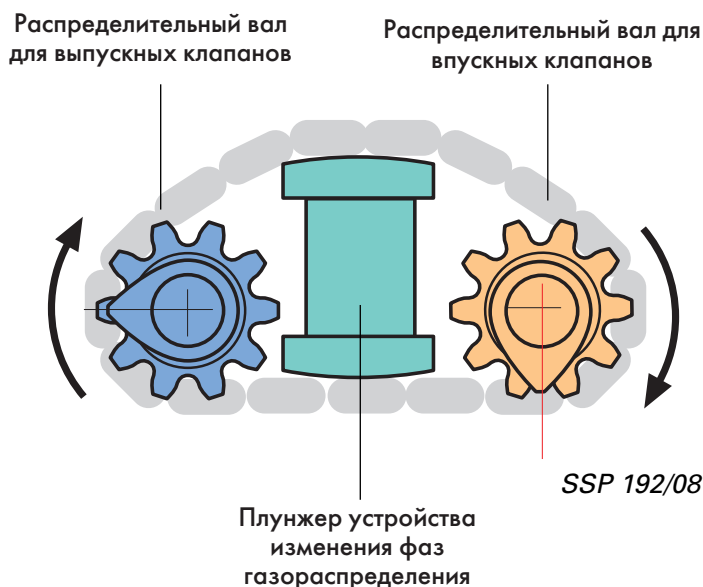 Распределительный вал
для выпускных клапанов
Распределительный вал для
впускных клапанов
SSP 192/08
Плунжер устройства
изменения фаз
газораспределения